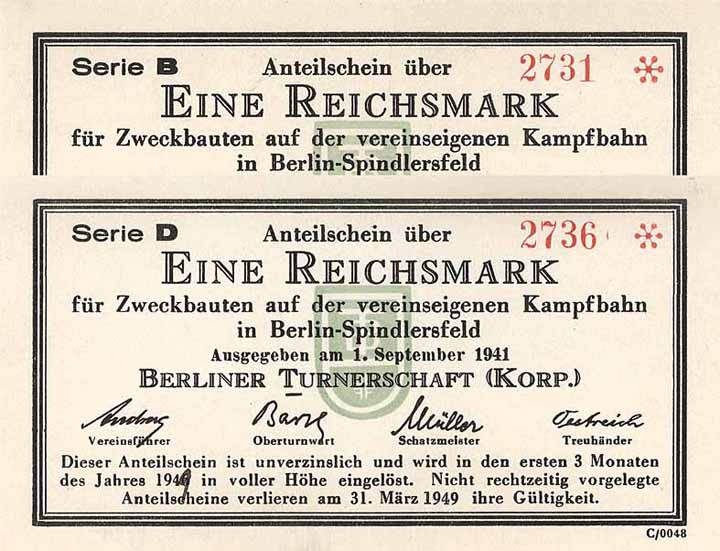 Serie B Anteilschein über 2731
EINE REICHSMARK
für Zweckbauten auf der vereinseigenen Kampfbahn
in Berlin-Spindlersfeld
Serie D Anteilschein über 2736
EINE REICHSMARK
für Zweckbauten auf der vereinseigenen Kampfbahn
in Berlin-Spindlersfeld
Ausgegeben am 1. September 1941
BERLINER TURNERSCHAFT (KORP.)
Müller
Vereinsführer Oberturnwart Schatzmeister Treuhänder
Dieser Anteilschein ist unverzinslich und wird in den ersten 3 Monaten
des Jahres 1949 in voller Höhe eingelöst. Nicht rechtzeitig vorgelegte
Anteilscheine verlieren am 31. März 1949 ihre Gültigkeit.
C/0048